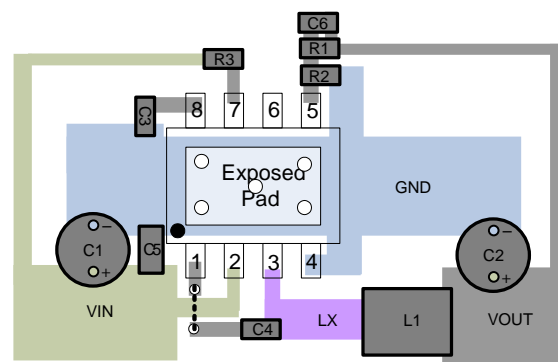 C6
R1
R3
R2
C3
8 7 6 5
Exposed
Pad
GND
C1
−
+
C5
C2
−
+
1 2 3 4
VIN
C4
LX
L1
VOUT